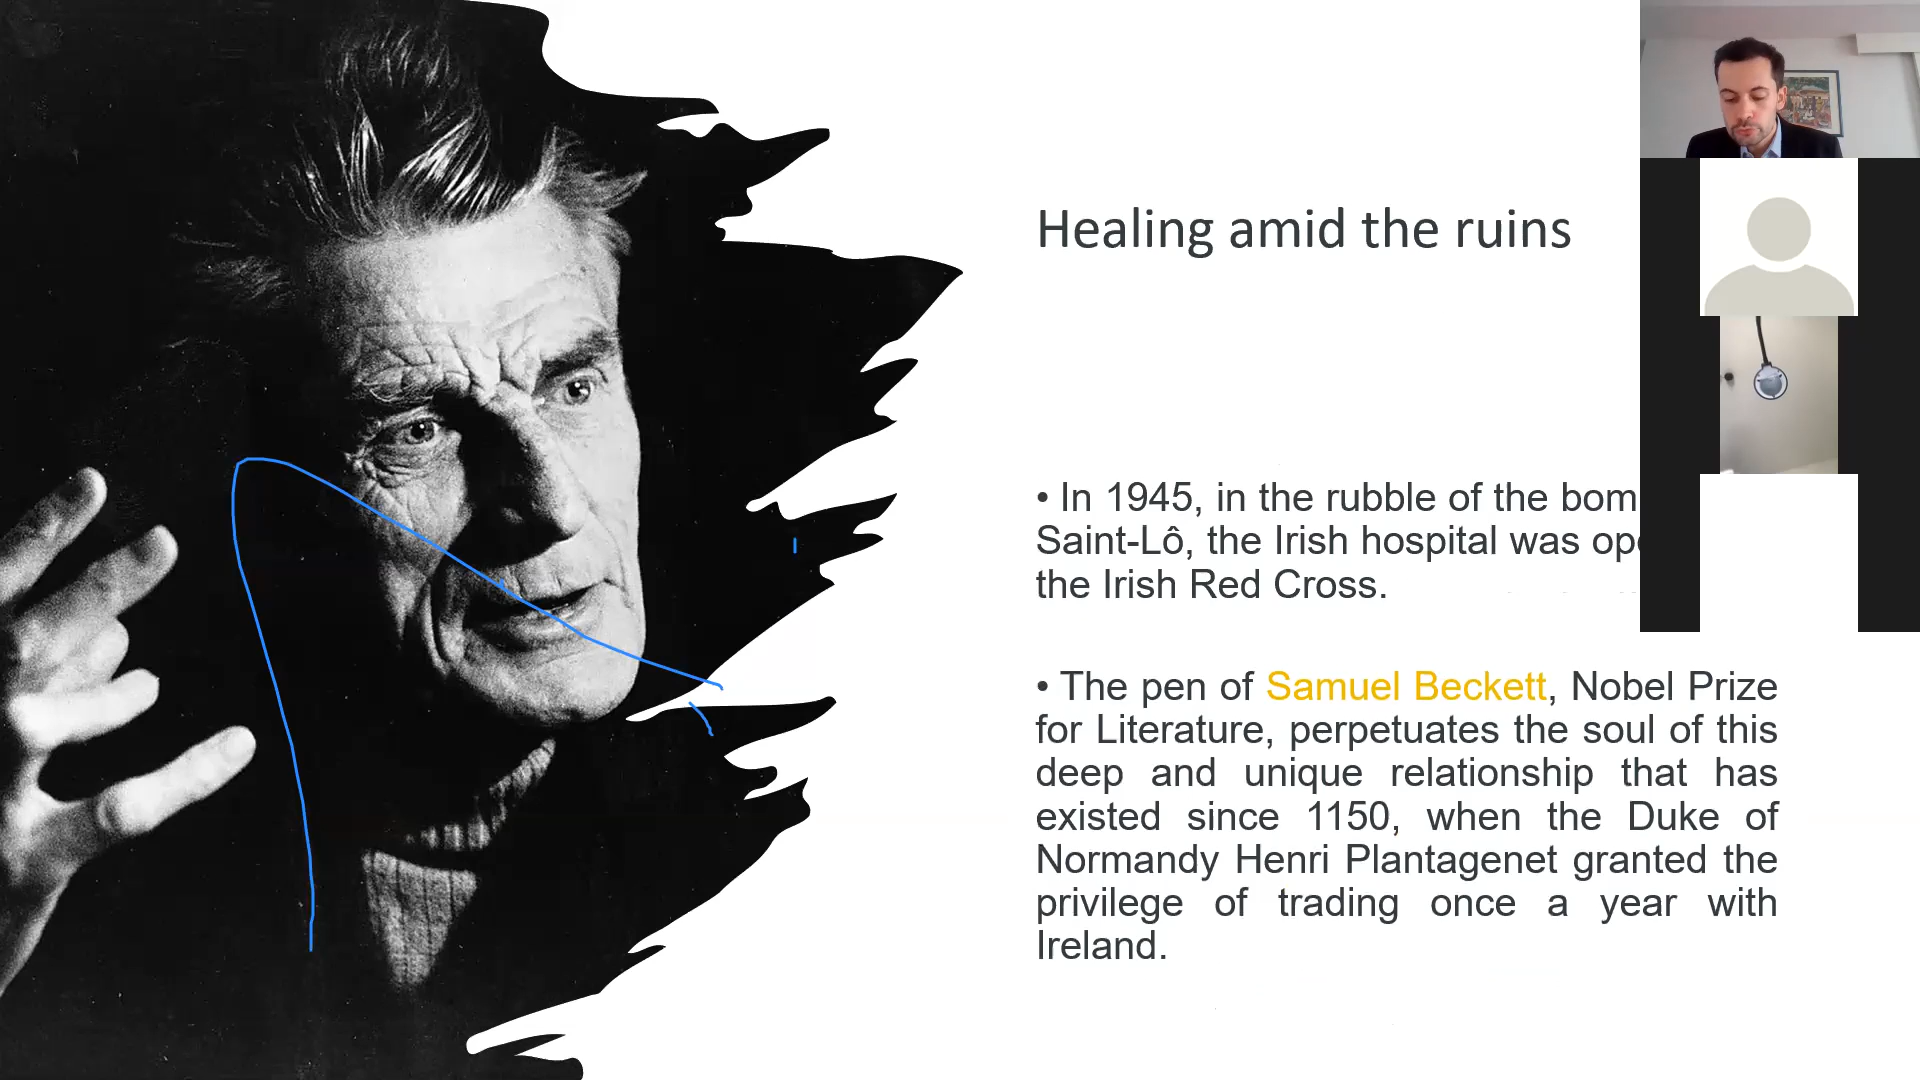 Healing amid the ruins
• In 1945, in the rubble of the
Saint-Lô, the Irish hospital was
the Irish Red Cross.
• The pen of Samuel Beckett, Nobel Prize
for Literature, perpetuates the soul of this
deep and unique relationship that has
existed since 1150, when the Duke of
Normandy Henri Plantagenet granted the
privilege of trading once a year with
Ireland.